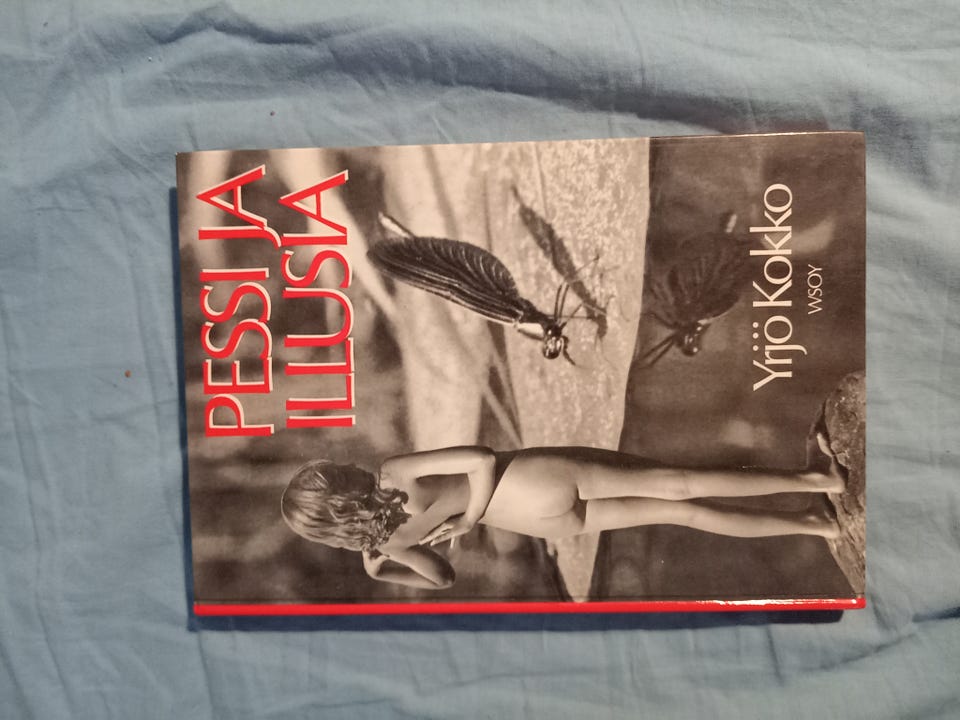 PESSI JA
ILLUSIA
Yrjö Kokko
WSOY